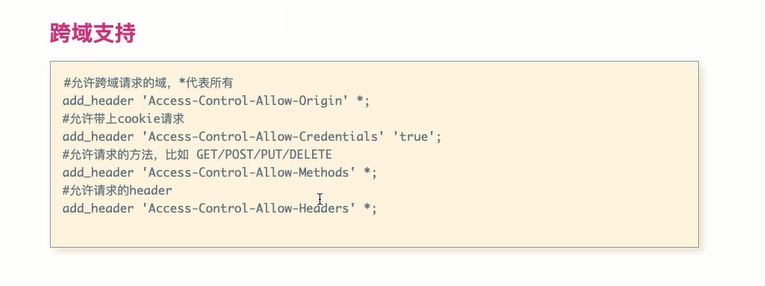 跨域支持
#允许跨域请求的域，*代表所有
add_header 'Access-Control-Allow-Origin' *;
#允许带上cookie请求
add_header 'Access-Control-Allow-Credentials' 'true';
#允许请求的方法，比如 GET/POST/PUT/DELETE
add_header 'Access-Control-Allow-Methods' *;
#允许请求的header
add_header 'Access-Control-Allow-Headers' *;